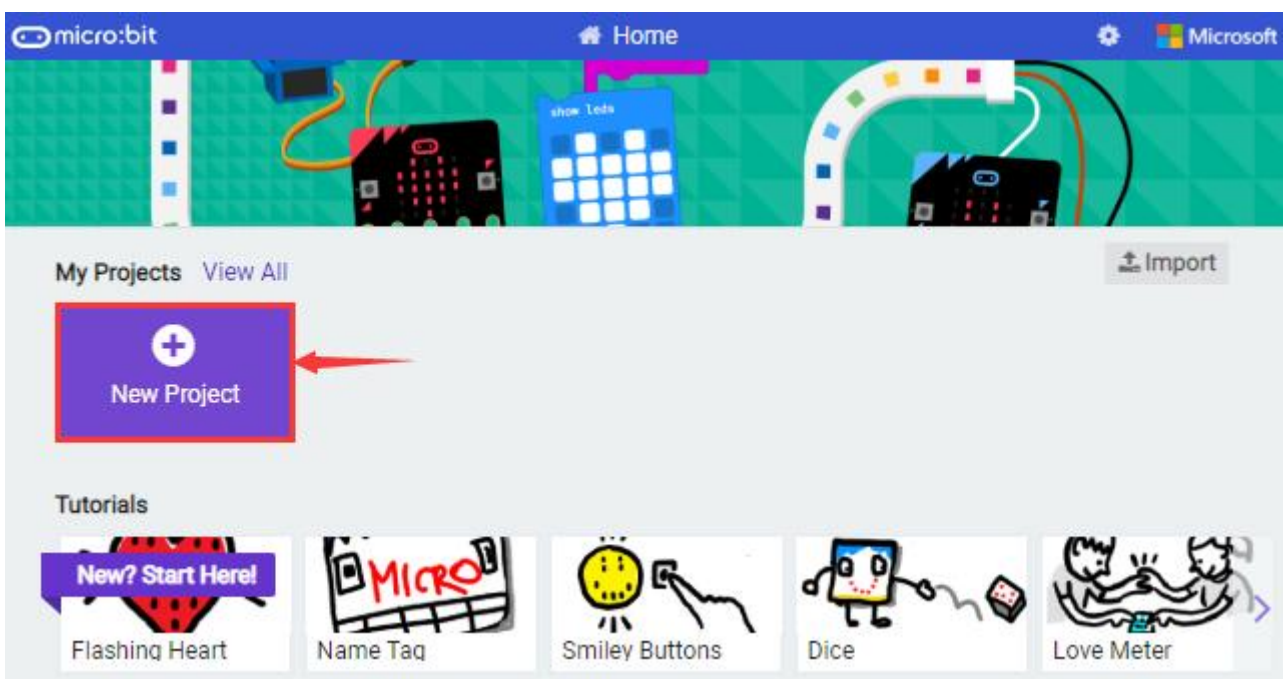 micro:bit Home Microsoft
show leds
My Projects View All Import
New Project
Tutorials
New? Start Here!
MICRO
Flashing Heart Name Tag Smiley Buttons Dice Love Meter